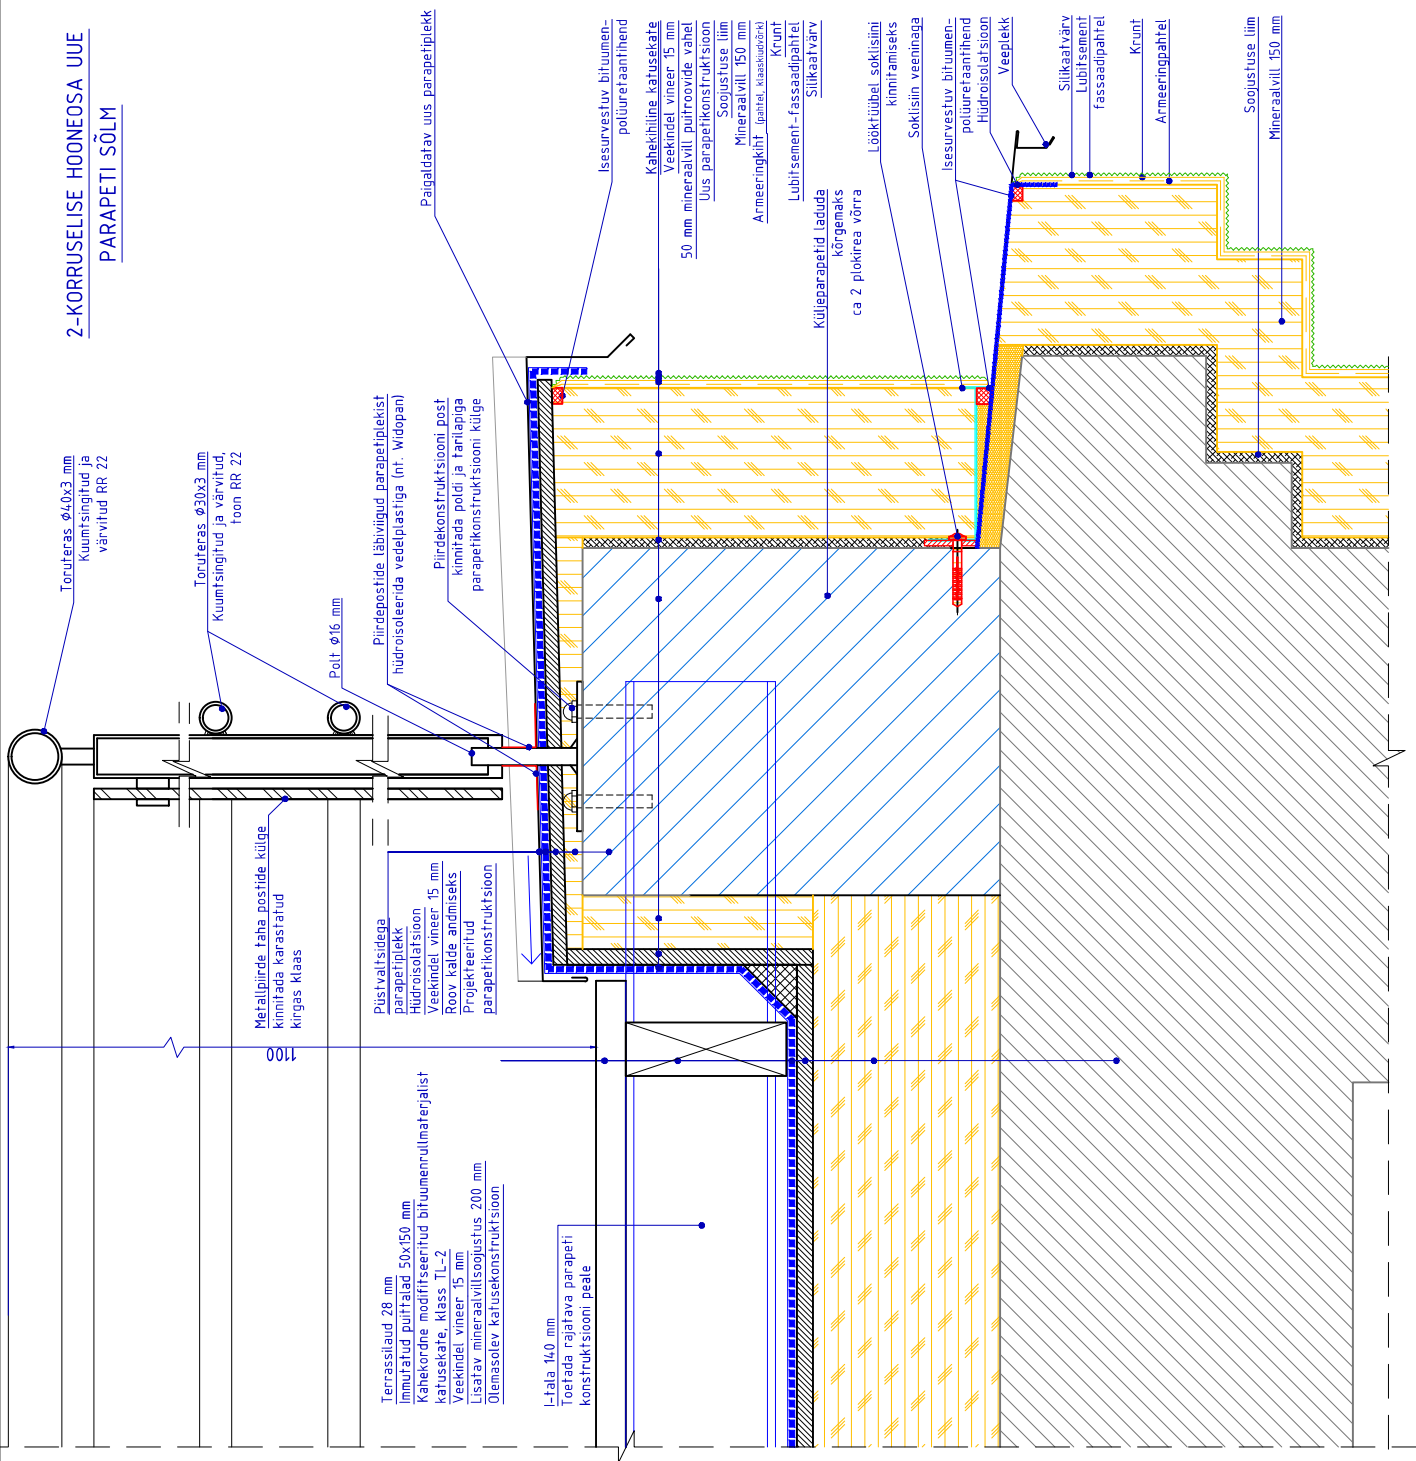 2-KORRUSELISE HOONEOSA UUE
PARAPETI SÕLM
Toruteras Ø40x3 mm
Kuumtsingitud ja
värvitud RR 22
Toruteras Ø30x3 mm
Kuumtsingitud ja värvitud,
toon RR 22
Polt Ø16 mm
Piirdepostide läbiviigud parapetiplekist
hüdroisoleerida vedelplastiga (nt. Widopan)
Piirdekonstruktsiooni post
kinnitada poldi ja tarilapiga
parapetikonstruktsiooni külge
Paigaldatav uus parapetiplekk
Isesurvestuv bituumen-
polüuretaantihend
Kahekihiline katusekate
Veekindel vineer 15 mm
50 mm mineraalvill puitroovide vahel
Uus parapetikonstruktsioon
Soojustuse liim
Mineraalvill 150 mm
Armeeringkiht (pahtel, klaaskiudvõrk)
Krunt
Lubitsement-fassaadipahtel
Silikaatvärv
Küljeparapetid laduda
kõrgemaks
ca 2 plokirea võrra
Lööktüübel soklisiini
kinnitamiseks
Soklisiin veeninaga
Isesurvestuv bituumen-
polüuretaantihend
Hüdroisolatsioon
Veeplekk
Silikaatvärv
Lubitsement
fassaadipahtel
Krunt
Armeeringpahtel
Soojustuse liim
Mineraalvill 150 mm
Metallpiirde taha postide külge
kinnitada karastatud
kirgas klaas
Püstvaltsidega
parapetiplekk
Hüdroisolatsioon
Veekindel vineer 15 mm
Roov kalde andmiseks
Projekteeritud
parapetikonstruktsioon
1100
Terrassilaud 28 mm
Immutatud puittalad 50x150 mm
Kahekordne modifitseeritud bituumenrullmaterjalist
katusekate, klass TL-2
Veekindel vineer 15 mm
Lisatav mineraalvillsoojustus 200 mm
Olemasolev katusekonstruktsioon
I-tala 140 mm
Toetada rajatava parapeti
konstruktsiooni peale